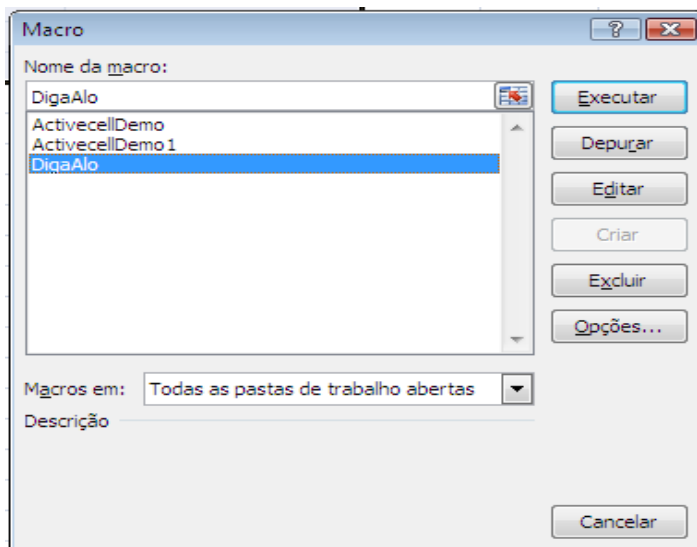 Macro
Nome da macro:
DigaAlo
ActivecellDemo
ActivecellDemo1
DigaAlo
Executar
Depurar
Editar
Criar
Excluir
Opções...
Macros em: Todas as pastas de trabalho abertas
Descrição
Cancelar